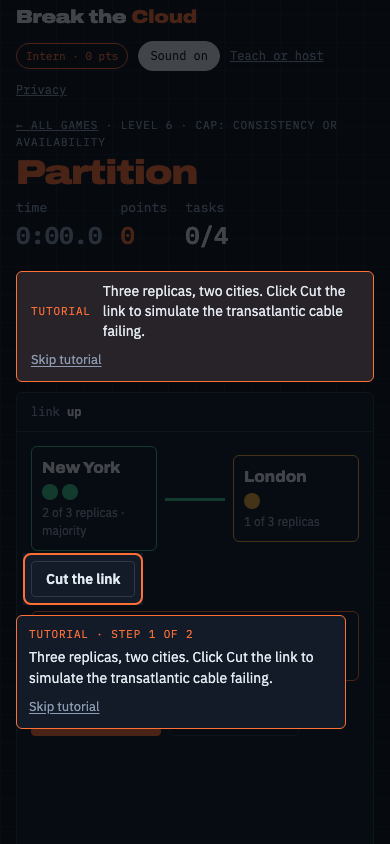 Break the Cloud
Intern · 0 pts
Sound on
Teach or host
Privacy
← ALL GAMES · LEVEL 6 · CAP: CONSISTENCY OR
AVAILABILITY
Partition
time
points
tasks
0:00.0
0
0/4
TUTORIAL
Three replicas, two cities. Click Cut the
link to simulate the transatlantic cable
failing.
Skip tutorial
link up
New York
2 of 3 replicas ·
majority
London
1 of 3 replicas
Cut the link
TUTORIAL · STEP 1 OF 2
Three replicas, two cities. Click Cut the link to
simulate the transatlantic cable failing.
Skip tutorial